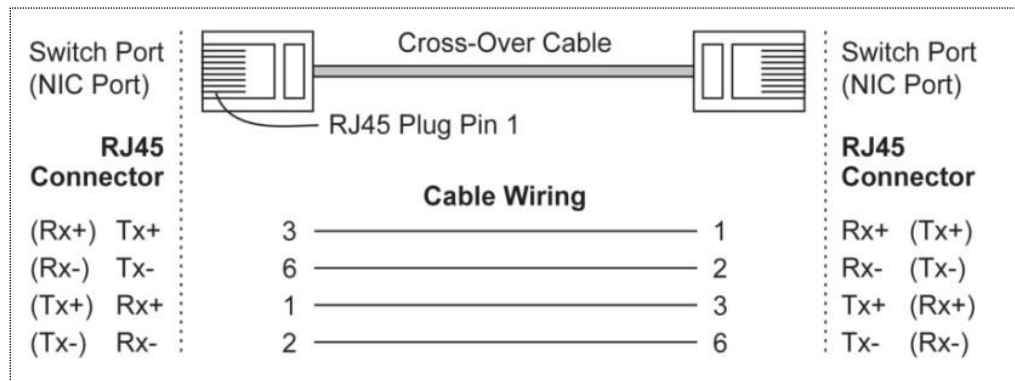 Switch Port
(NIC Port)
Cross-Over Cable
Switch Port
(NIC Port)
RJ45 Plug Pin 1
RJ45
Connector
RJ45
Connector
Cable Wiring
(Rx+) Tx+ 3 1 Rx+ (Tx+)
(Rx-) Tx- 6 2 Rx- (Tx-)
(Tx+) Rx+ 1 3 Tx+ (Rx+)
(Tx-) Rx- 2 6 Tx- (Rx-)